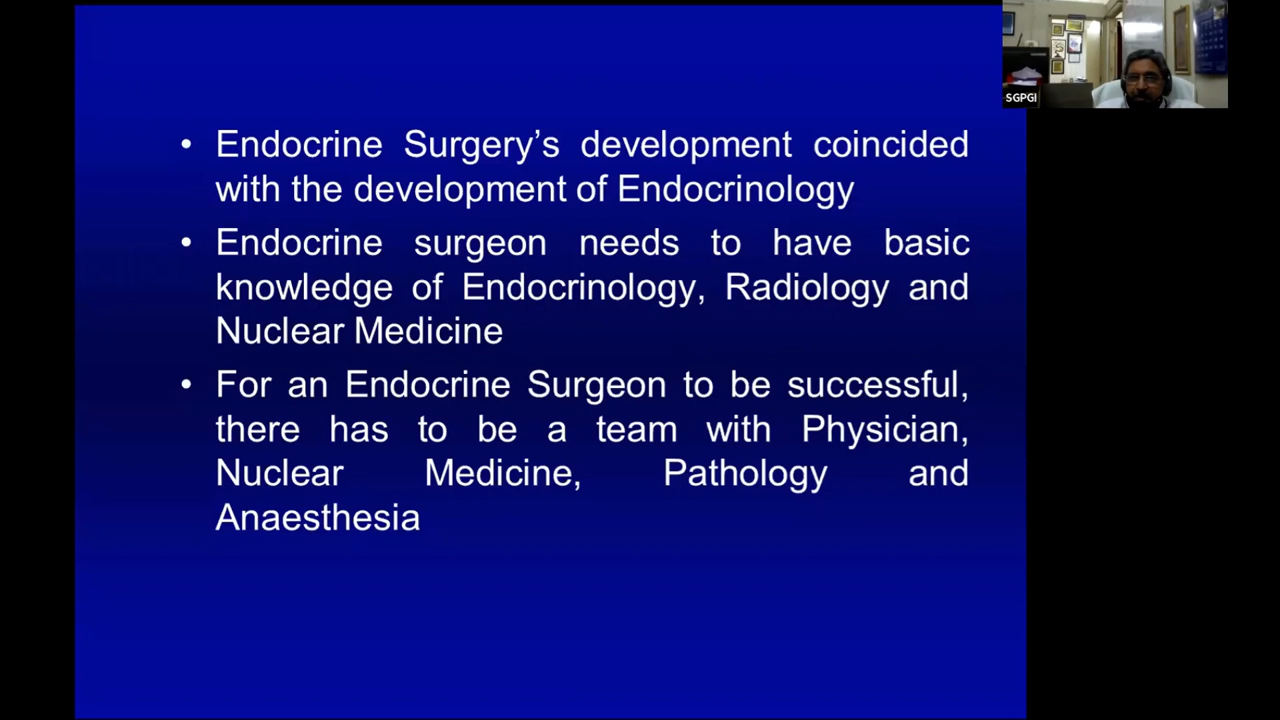 • Endocrine Surgery’s development coincided
with the development of Endocrinology
• Endocrine surgeon needs to have basic
knowledge of Endocrinology, Radiology and
Nuclear Medicine
• For an Endocrine Surgeon to be successful,
there has to be a team with Physician,
Nuclear Medicine, Pathology and
Anaesthesia
SGPGI